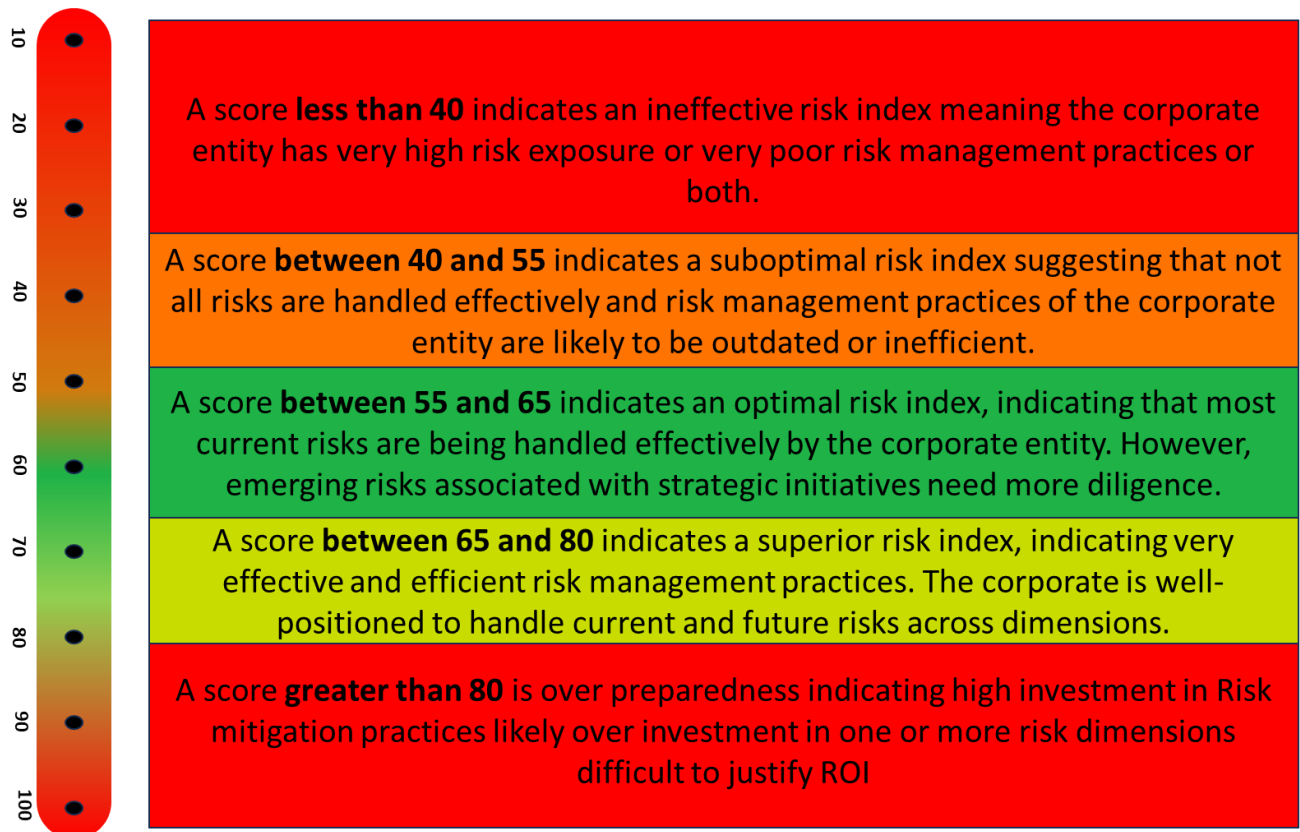 10
20
30
40
50
60
70
80
90
100
A score less than 40 indicates an ineffective risk index meaning the corporate
entity has very high risk exposure or very poor risk management practices or
both.
A score between 40 and 55 indicates a suboptimal risk index suggesting that not
all risks are handled effectively and risk management practices of the corporate
entity are likely to be outdated or inefficient.
A score between 55 and 65 indicates an optimal risk index, indicating that most
current risks are being handled effectively by the corporate entity. However,
emerging risks associated with strategic initiatives need more diligence.
A score between 65 and 80 indicates a superior risk index, indicating very
effective and efficient risk management practices. The corporate is well-
positioned to handle current and future risks across dimensions.
A score greater than 80 is over preparedness indicating high investment in Risk
mitigation practices likely over investment in one or more risk dimensions
difficult to justify ROI